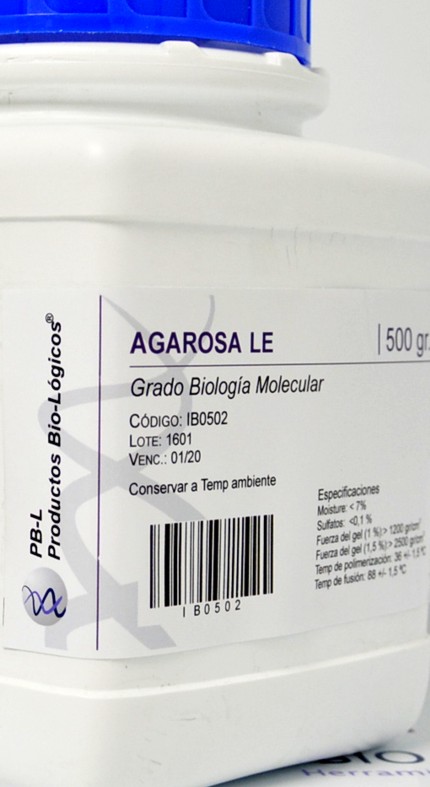 PB-L
Productos Bio-Lógicos®
AGAROSA LE
500 gr.
Grado Biología Molecular
CÓDIGO: IB0502
LOTE: 1601
VENC.: 01/20
Conservar a Temp ambiente
IB0502
Especificaciones
Moisture: < 7%
Sulfatos: <0,1 %
Fuerza del gel (1 %):> 1200 gr/cm²
Fuerza del gel (1,5 %):> 2500 gr/cm²
Temp de polimerización: 36 +/- 1,5 ºC
Temp de fusión: 88 +/- 1,5 ºC